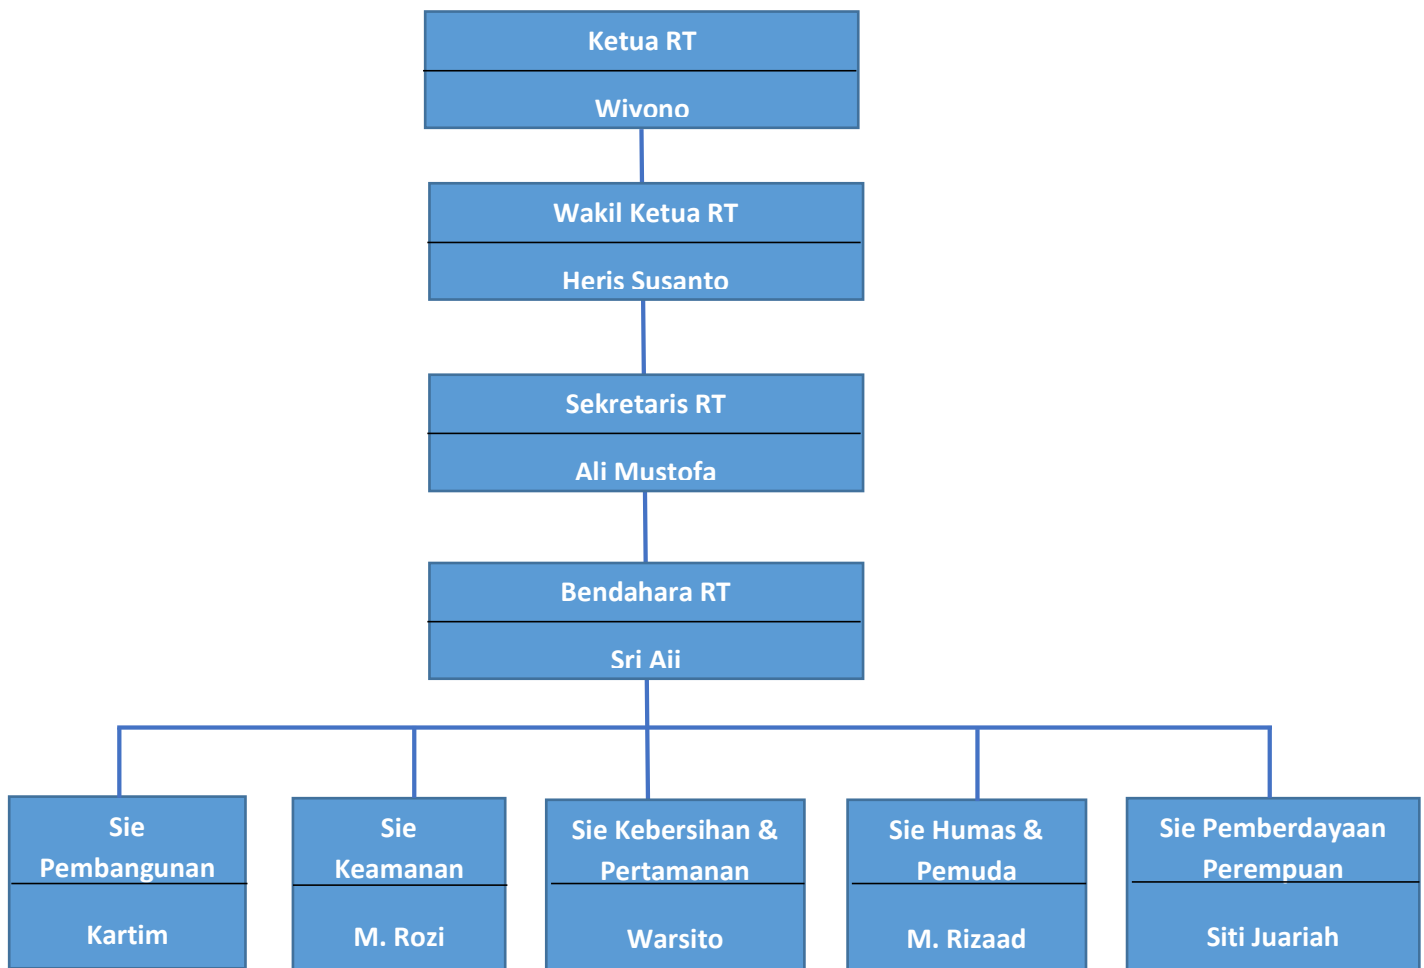 Ketua RT
Wiyono
Wakil Ketua RT
Heris Susanto
Sekretaris RT
Ali Mustofa
Bendahara RT
Sri Aji
Sie
Pembangunan
Kartim
Sie
Keamanan
M. Rozi
Sie Kebersihan &
Pertamanan
Warsito
Sie Humas &
Pemuda
M. Rizaad
Sie Pemberdayaan
Perempuan
Siti Juariah